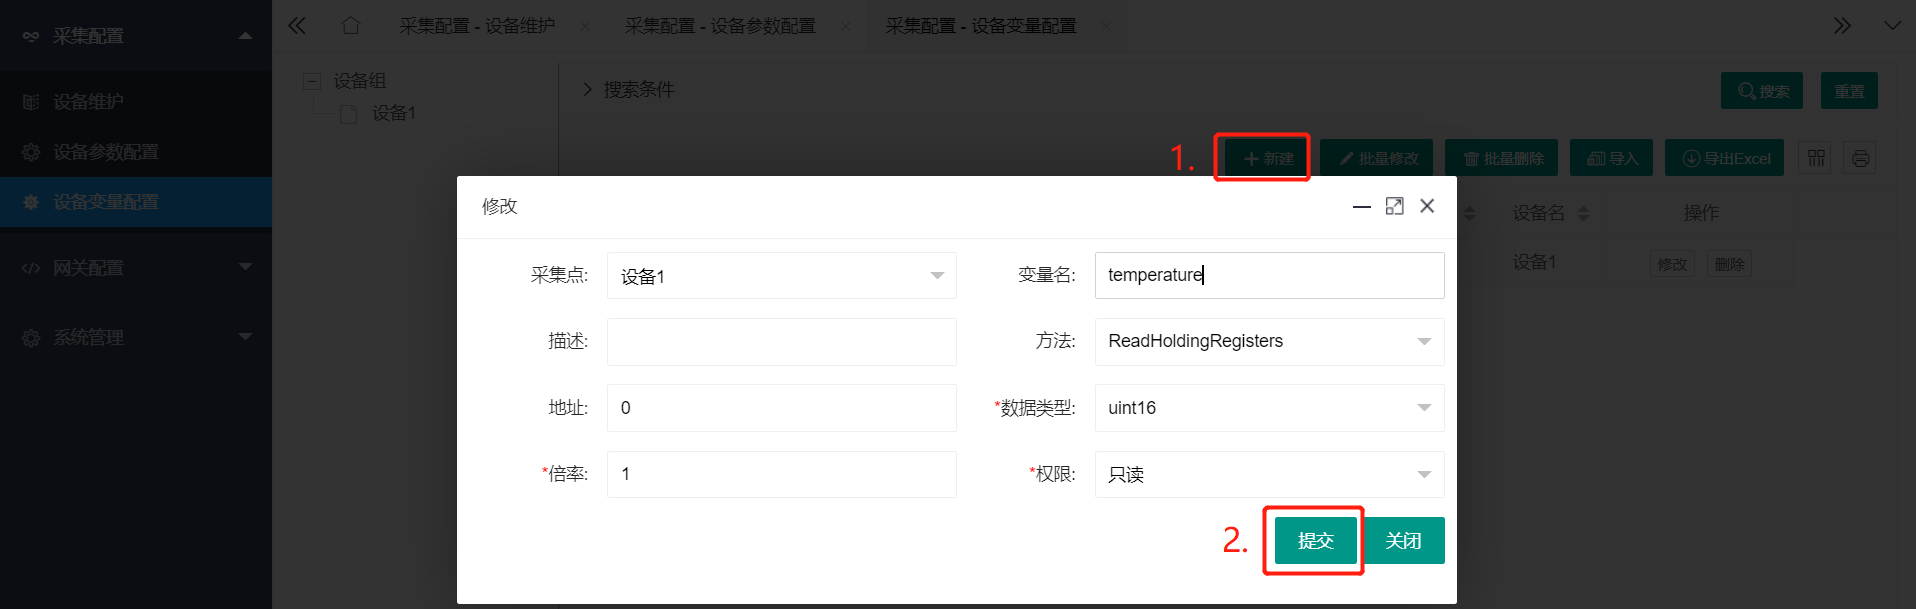 采集配置
设备维护
设备参数配置
设备变量配置
网关配置
系统管理
采集配置 - 设备维护
采集配置 - 设备参数配置
采集配置 - 设备变量配置
设备组
设备1
搜索条件
搜索
重置
1.
新建
批量修改
批量删除
导入
导出Excel
设备名
操作
设备1
修改
删除
修改
采集点:
设备1
变量名:
temperature
描述:
方法:
ReadHoldingRegisters
地址:
0
*数据类型:
uint16
*倍率:
1
*权限:
只读
2.
提交
关闭